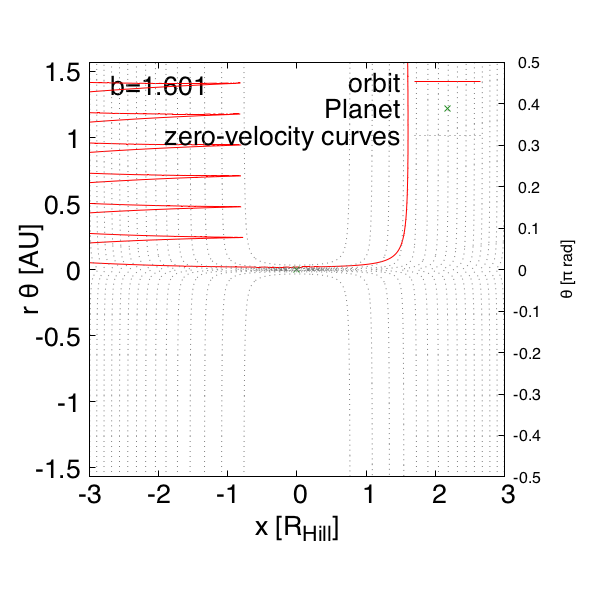 b=1.601
orbit
Planet
zero-velocity curves
1.5
1
0.5
0
-0.5
-1
-1.5
r θ [AU]
0.5
0.4
0.3
0.2
0.1
0
-0.1
-0.2
-0.3
-0.4
-0.5
θ [π rad]
-3 -2 -1 0 1 2 3
x [RHill]